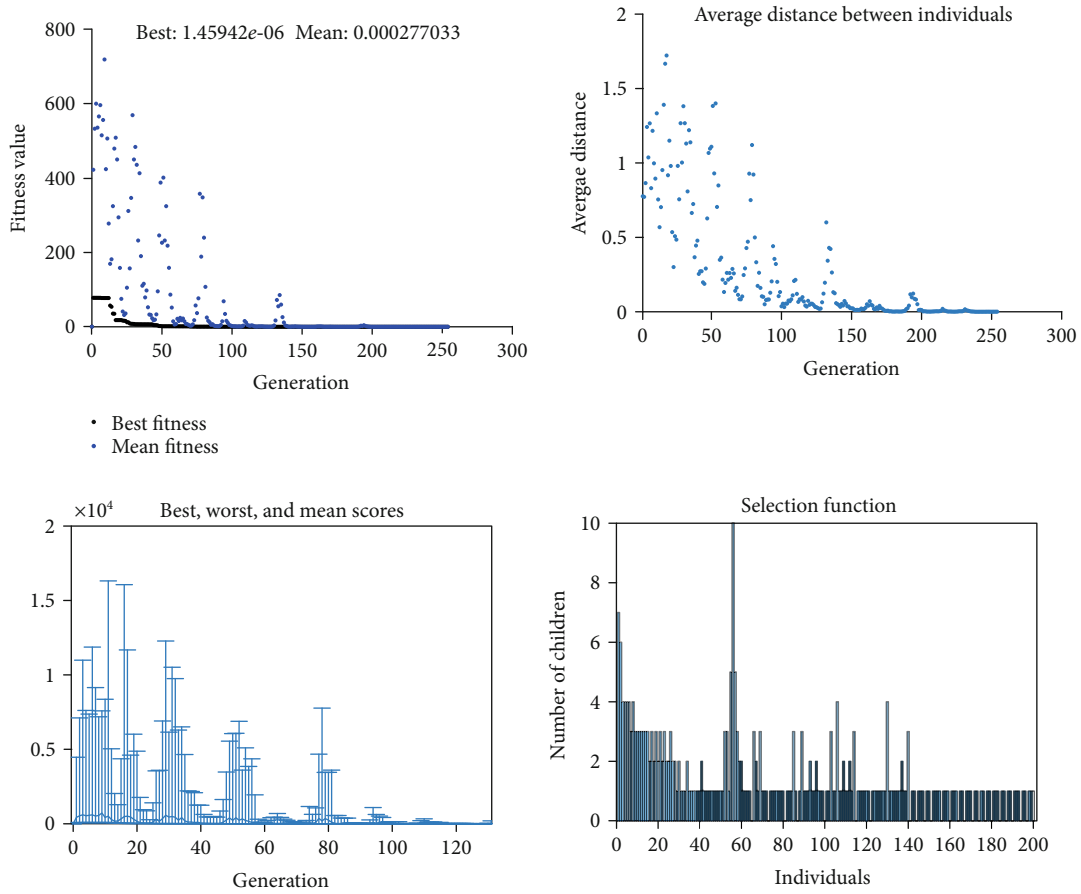 Best: 1.45942e-06 Mean: 0.000277033
800
600
400
200
0
Fitness value
0 50 100 150 200 250 300
Generation
Best fitness
Mean fitness
Average distance between individuals
2
1.5
1
0.5
0
Avergae distance
0 50 100 150 200 250 300
Generation
Best, worst, and mean scores
×10⁴
2
1.5
1
0.5
0
0 20 40 60 80 100 120
Generation
Selection function
10
8
6
4
2
0
Number of children
0 20 40 60 80 100 120 140 160 180 200
Individuals